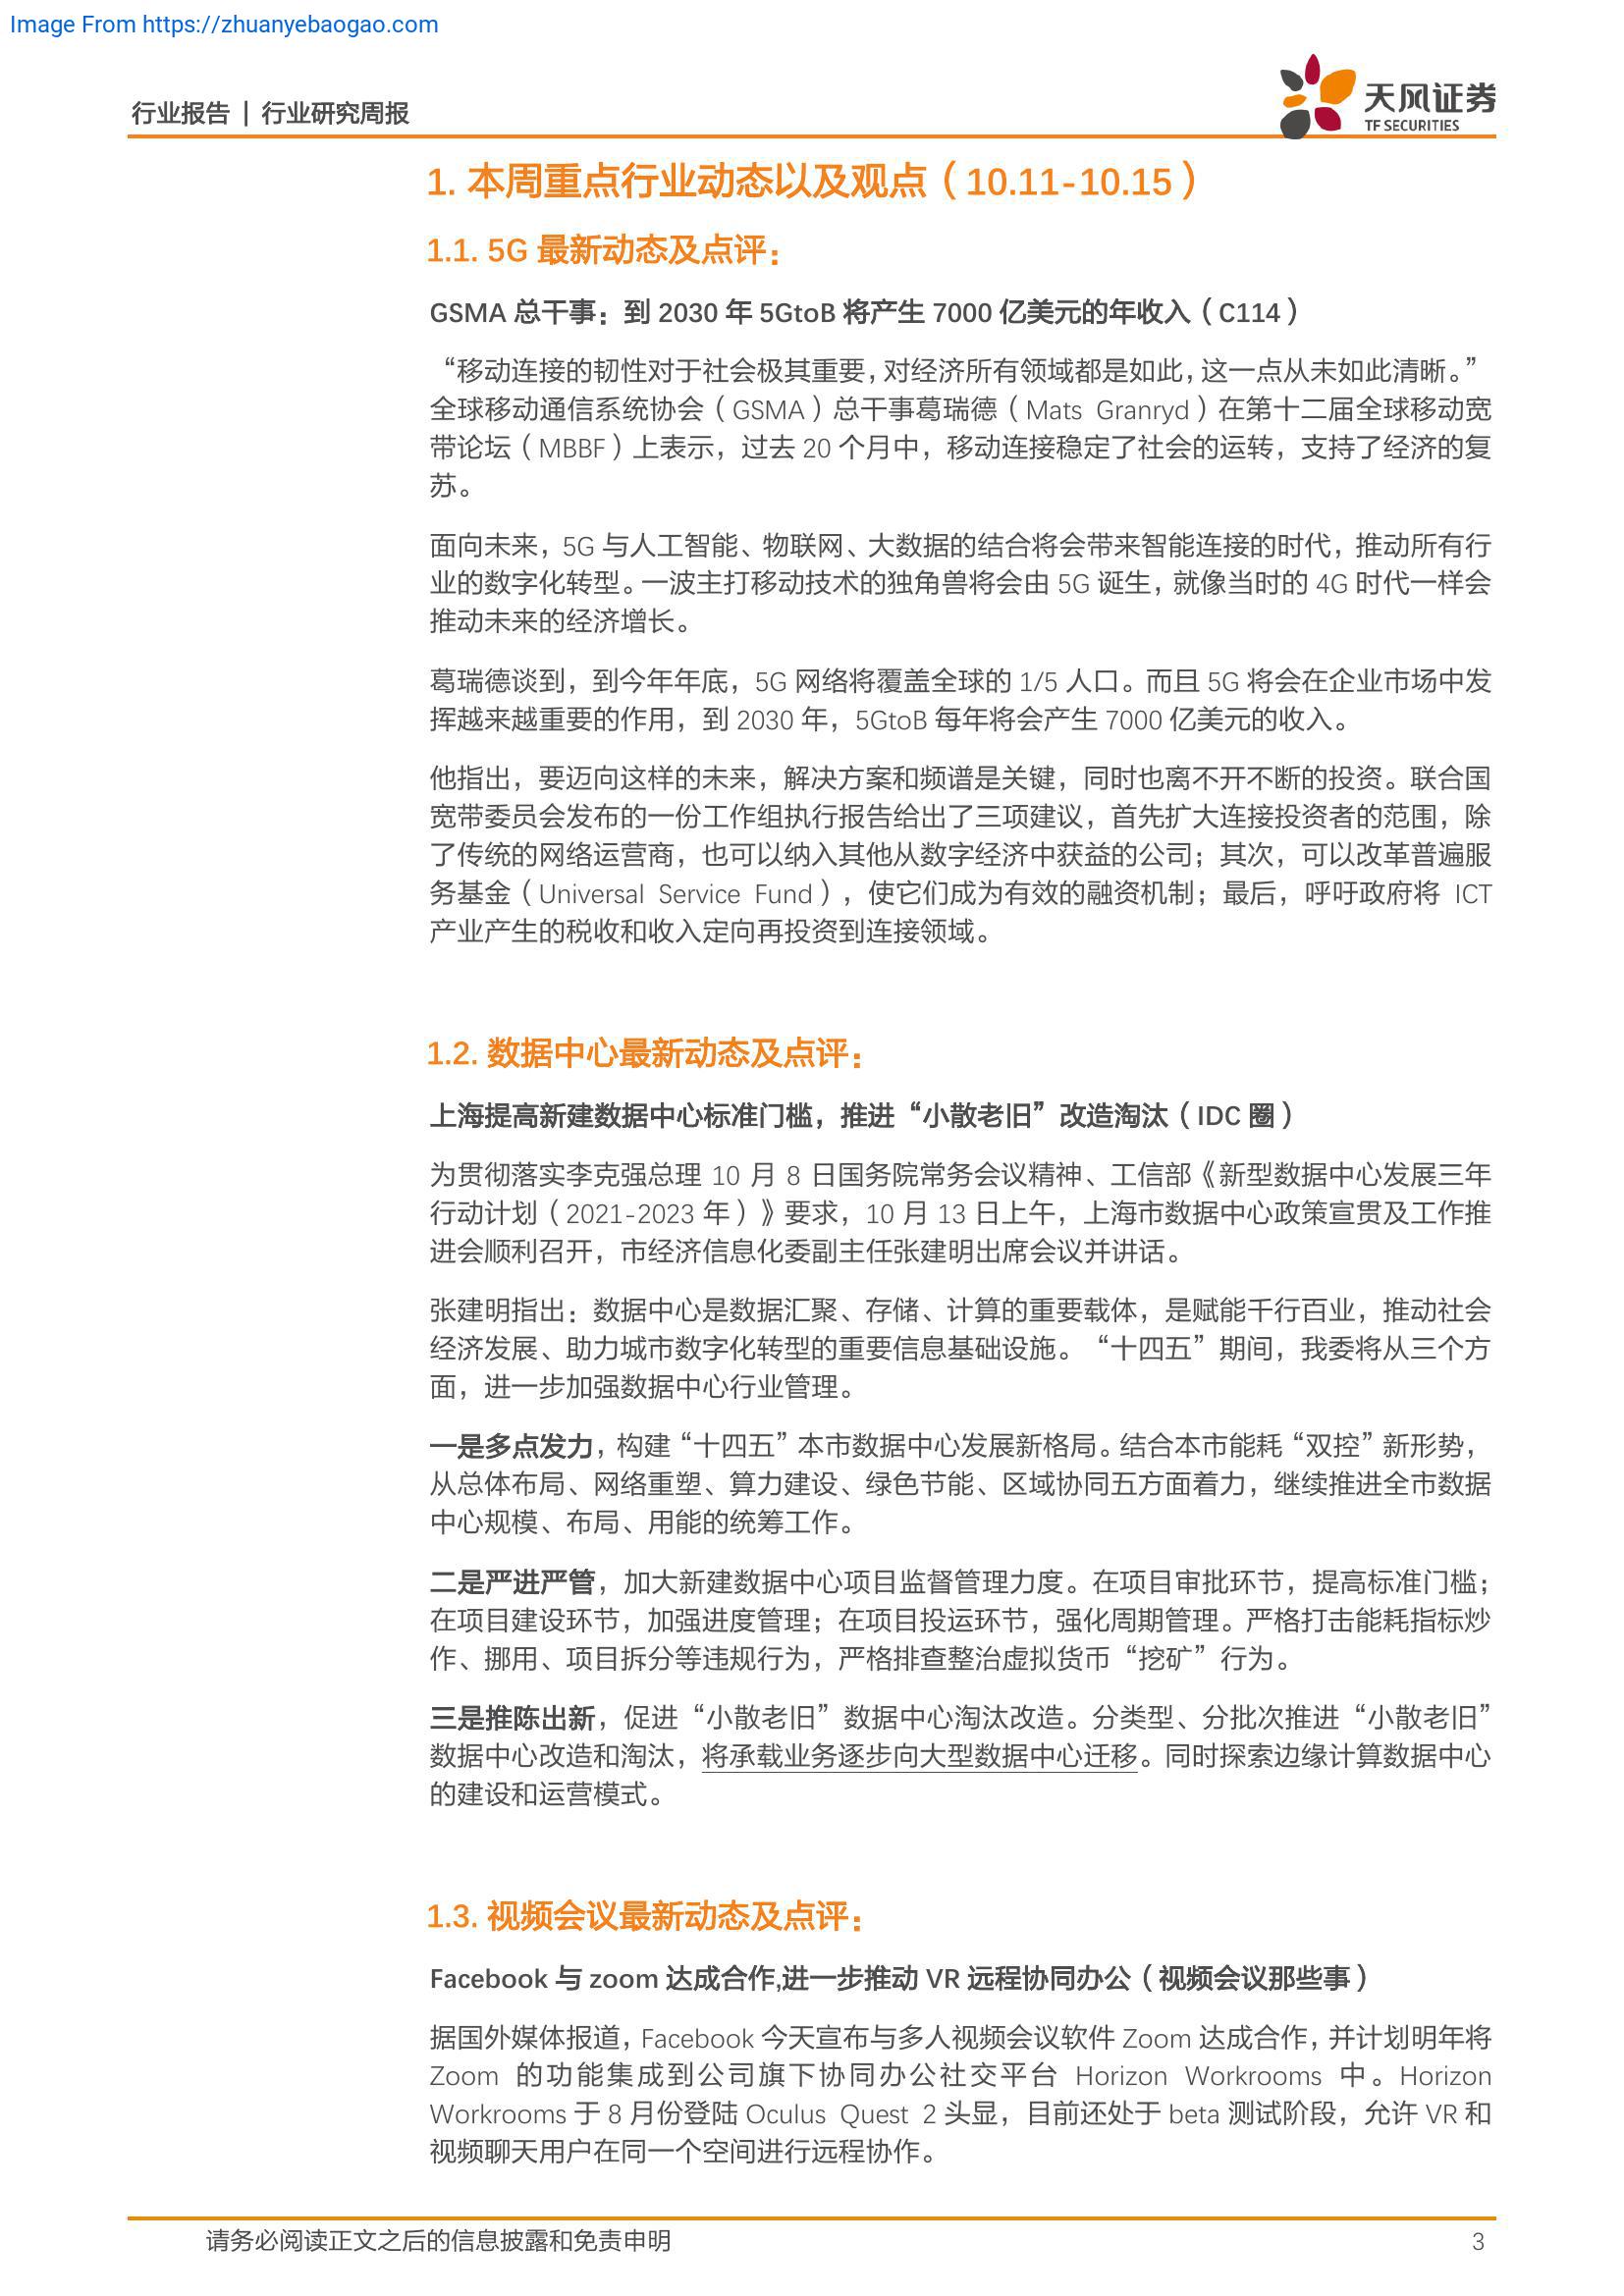 Image From https://zhuanyebaogao.com
行业报告 | 行业研究周报
天风证券
TF SECURITIES
1. 本周重点行业动态以及观点（10.11-10.15）
1.1. 5G 最新动态及点评：
GSMA 总干事：到 2030 年 5GtoB 将产生 7000 亿美元的年收入（C114）
“移动连接的韧性对于社会极其重要，对经济所有领域都是如此，这一点从未如此清晰。”
全球移动通信系统协会（GSMA）总干事葛瑞德（Mats Granryd）在第十二届全球移动宽
带论坛（MBBF）上表示，过去 20 个月中，移动连接稳定了社会的运转，支持了经济的复
苏。
面向未来，5G 与人工智能、物联网、大数据的结合将会带来智能连接的时代，推动所有行
业的数字化转型。一波主打移动技术的独角兽将会由 5G 诞生，就像当时的 4G 时代一样会
推动未来的经济增长。
葛瑞德谈到，到今年年底，5G 网络将覆盖全球的 1/5 人口。而且 5G 将会在企业市场中发
挥越来越重要的作用，到 2030 年，5GtoB 每年将会产生 7000 亿美元的收入。
他指出，要迈向这样的未来，解决方案和频谱是关键，同时也离不开不断的投资。联合国
宽带委员会发布的一份工作组执行报告给出了三项建议，首先扩大连接投资者的范围，除
了传统的网络运营商，也可以纳入其他从数字经济中获益的公司；其次，可以改革普遍服
务基金（Universal Service Fund），使它们成为有效的融资机制；最后，呼吁政府将 ICT
产业产生的税收和收入定向再投资到连接领域。
1.2. 数据中心最新动态及点评：
上海提高新建数据中心标准门槛，推进“小散老旧”改造淘汰（IDC 圈）
为贯彻落实李克强总理 10 月 8 日国务院常务会议精神、工信部《新型数据中心发展三年
行动计划（2021-2023 年）》要求，10 月 13 日上午，上海市数据中心政策宣贯及工作推
进会顺利召开，市经济信息化委副主任张建明出席会议并讲话。
张建明指出：数据中心是数据汇聚、存储、计算的重要载体，是赋能千行百业，推动社会
经济发展、助力城市数字化转型的重要信息基础设施。“十四五”期间，我委将从三个方
面，进一步加强数据中心行业管理。
一是多点发力，构建“十四五”本市数据中心发展新格局。结合本市能耗“双控”新形势，
从总体布局、网络重塑、算力建设、绿色节能、区域协同五方面着力，继续推进全市数据
中心规模、布局、用能的统筹工作。
二是严进严管，加大新建数据中心项目监督管理力度。在项目审批环节，提高标准门槛；
在项目建设环节，加强进度管理；在项目投运环节，强化周期管理。严格打击能耗指标炒
作、挪用、项目拆分等违规行为，严格排查整治虚拟货币“挖矿”行为。
三是推陈出新，促进“小散老旧”数据中心淘汰改造。分类型、分批次推进“小散老旧”
数据中心改造和淘汰，将承载业务逐步向大型数据中心迁移。同时探索边缘计算数据中心
的建设和运营模式。
1.3. 视频会议最新动态及点评：
Facebook 与 zoom 达成合作,进一步推动 VR 远程协同办公（视频会议那些事）
据国外媒体报道，Facebook 今天宣布与多人视频会议软件 Zoom 达成合作，并计划明年将
Zoom 的功能集成到公司旗下协同办公社交平台 Horizon Workrooms 中。Horizon
Workrooms 于 8 月份登陆 Oculus Quest 2 头显，目前还处于 beta 测试阶段，允许 VR 和
视频聊天用户在同一个空间进行远程协作。
请务必阅读正文之后的信息披露和免责申明
3